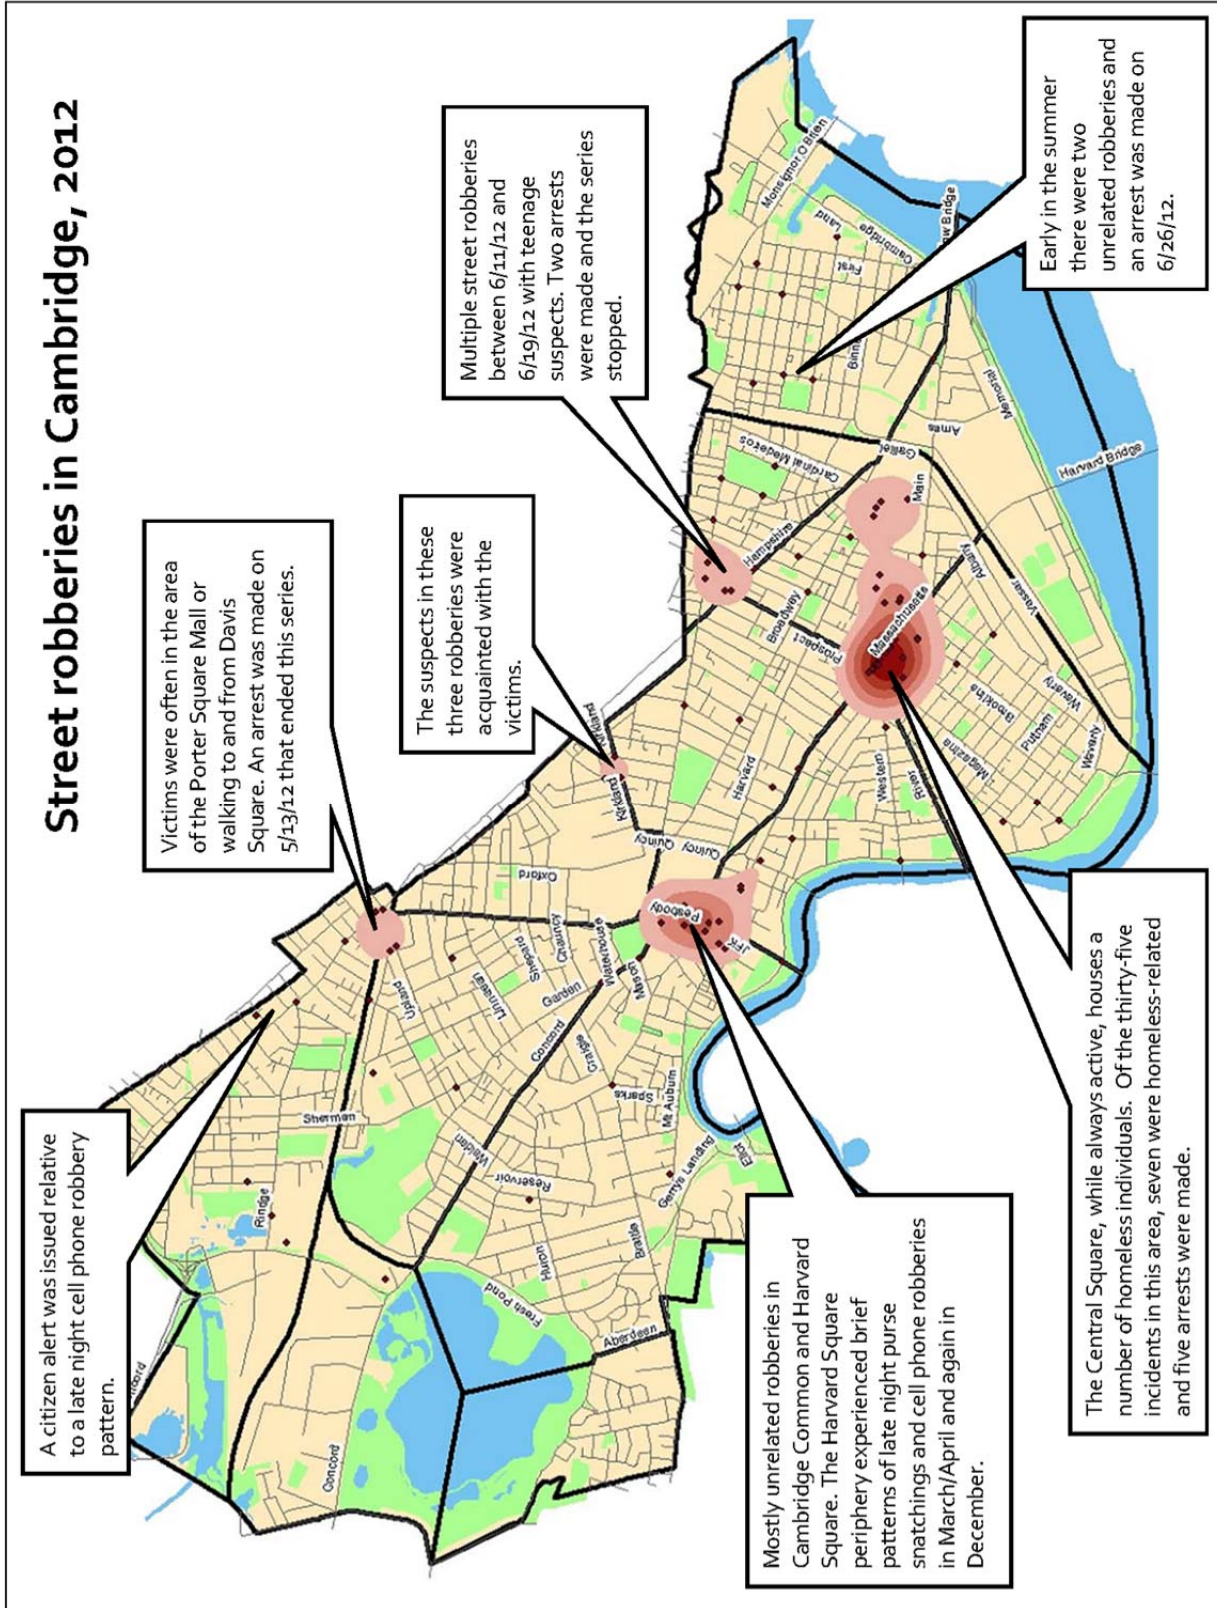 Street robberies in Cambridge, 2012
A citizen alert was issued relative
to a late night cell phone robbery
pattern.
Victims were often in the area
of the Porter Square Mall or
walking to and from Davis
Square. An arrest was made on
5/13/12 that ended this series.
The suspects in these
three robberies were
acquainted with the
victims.
Multiple street robberies
between 6/11/12 and
6/19/12 with teenage
suspects. Two arrests
were made and the series
stopped.
Early in the summer
there were two
unrelated robberies and
an arrest was made on
6/26/12.
Mostly unrelated robberies in
Cambridge Common and Harvard
Square. The Harvard Square
periphery experienced brief
patterns of late night purse
snatchings and cell phone robberies
in March/April and again in
December.
The Central Square, while always active, houses a
number of homeless individuals. Of the thirty-five
incidents in this area, seven were homeless-related
and five arrests were made.
Concord
Ringe
Sherman
Upland
Linnaean
Shepard
Chauncy
Waterhouse
Garden
Mason
Concord
Craigie
Sparks
Mt Auburn
Walden
Reservoir
Huron
Brattle
Fresh Pond
Aberdeen
Gerrys Landing
Eliot
Oxford
Kirkland
Kirkland
Quincy
Quincy
Peabody
JFK
Harvard
Broadway
Prospect
Hampshire
Cardinal Medeiros
Massachusetts
Main
Albany
Vassar
Western
River
Magazine
Brookline
Putnam
Waverly
Waverly
Galilei
Ames
Memorial
Harvard Bridge
Binne
First
Land
Cambridge
Monsignor O'Brien
ow Bridge